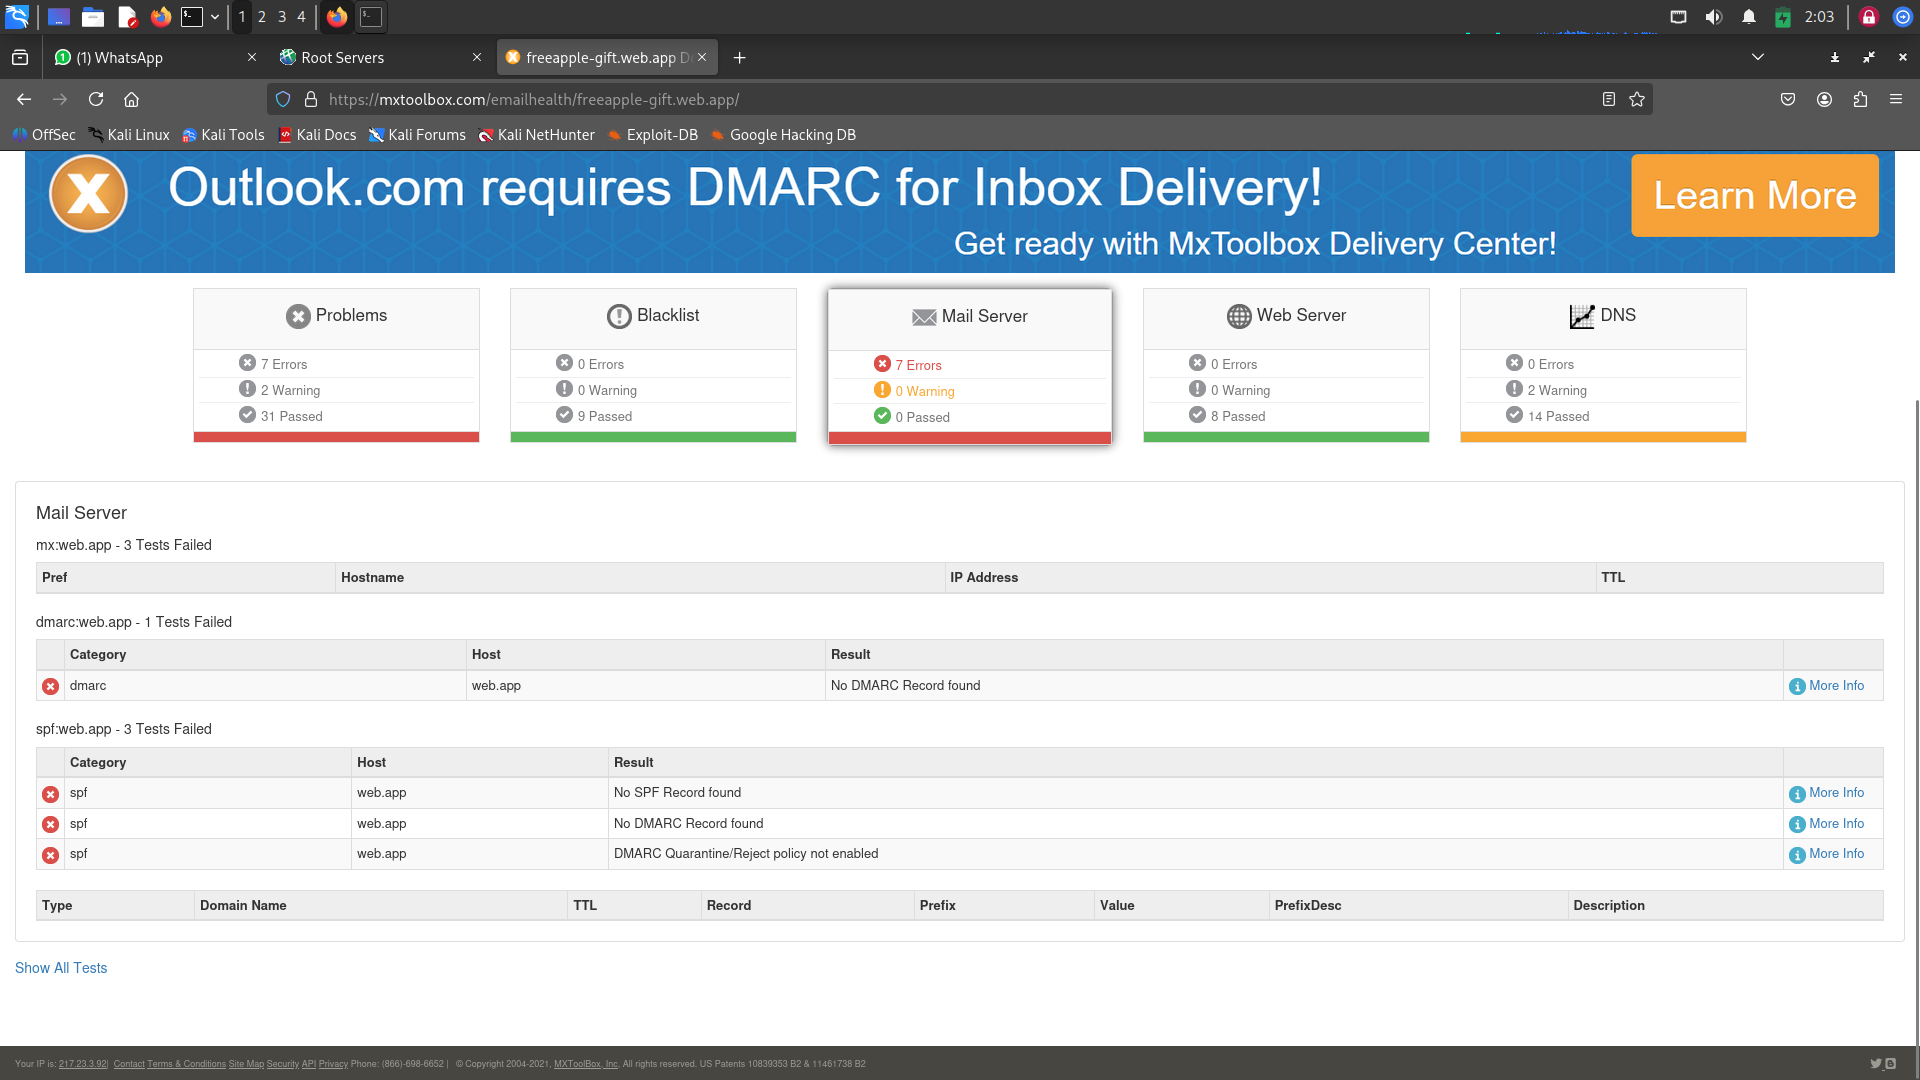 1 2 3 4
2:03
1 (1) WhatsApp
Root Servers
freeapple-gift.web.app D
https://mxtoolbox.com/emailhealth/freeapple-gift.web.app/
OffSec Kali Linux Kali Tools Kali Docs Kali Forums Kali NetHunter Exploit-DB Google Hacking DB
Outlook.com requires DMARC for Inbox Delivery!
Learn More
Get ready with MxToolbox Delivery Center!
Problems
7 Errors
2 Warning
31 Passed
Blacklist
0 Errors
0 Warning
9 Passed
Mail Server
7 Errors
0 Warning
0 Passed
Web Server
0 Errors
0 Warning
8 Passed
DNS
0 Errors
2 Warning
14 Passed
Mail Server
mx:web.app - 3 Tests Failed
Pref Hostname IP Address TTL
dmarc:web.app - 1 Tests Failed
Category Host Result
dmarc web.app No DMARC Record found More Info
spf:web.app - 3 Tests Failed
Category Host Result
spf web.app No SPF Record found More Info
spf web.app No DMARC Record found More Info
spf web.app DMARC Quarantine/Reject policy not enabled More Info
Type Domain Name TTL Record Prefix Value PrefixDesc Description
Show All Tests
Your IP is: 217.23.3.92| Contact Terms & Conditions Site Map Security API Privacy Phone: (866)-698-6652 | © Copyright 2004-2021, MXToolBox, Inc, All rights reserved. US Patents 10839353 B2 & 11461738 B2